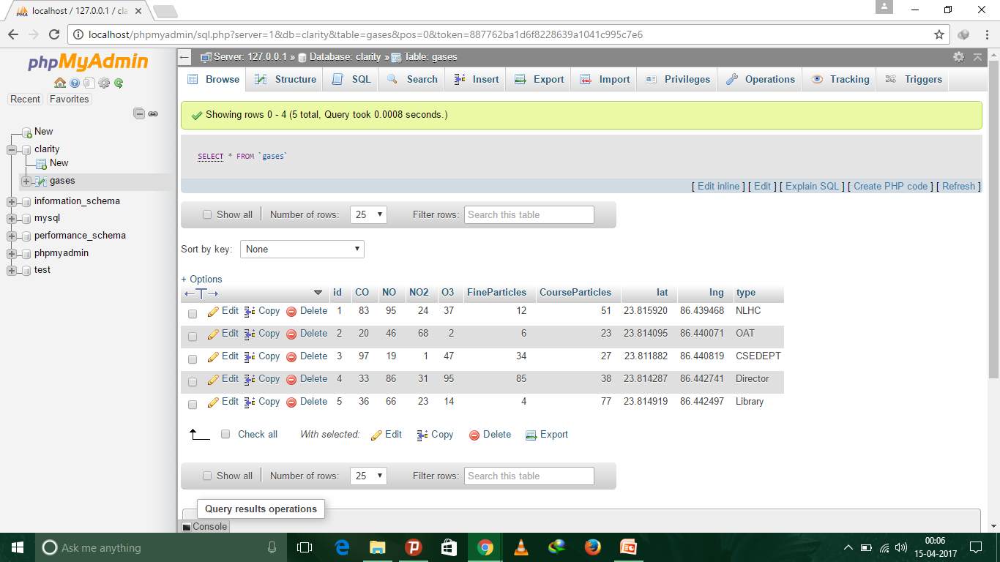 localhost / 127.0.0.1 / cla
localhost/phpmyadmin/sql.php?server=1&db=clarity&table=gases&pos=0&token=887762ba1d6f8228639a1041c995c7e6
phpMyAdmin
Recent Favorites
New
clarity
New
gases
information_schema
mysql
performance_schema
phpmyadmin
test
Server: 127.0.0.1 » Database: clarity » Table: gases
Browse Structure SQL Search Insert Export Import Privileges Operations Tracking Triggers
Showing rows 0 - 4 (5 total, Query took 0.0008 seconds.)
SELECT * FROM `gases`
[ Edit inline ] [ Edit ] [ Explain SQL ] [ Create PHP code ] [ Refresh ]
Show all Number of rows: 25 Filter rows: Search this table
Sort by key: None
+ Options
←T→ id CO NO NO2 O3 FineParticles CourseParticles lat lng type
Edit Copy Delete 1 83 95 24 37 12 51 23.815920 86.439468 NLHC
Edit Copy Delete 2 20 46 68 2 6 23 23.814095 86.440071 OAT
Edit Copy Delete 3 97 19 1 47 34 27 23.811882 86.440819 CSEDEPT
Edit Copy Delete 4 33 86 31 95 85 38 23.814287 86.442741 Director
Edit Copy Delete 5 36 66 23 14 4 77 23.814919 86.442497 Library
Check all With selected: Edit Copy Delete Export
Show all Number of rows: 25 Filter rows: Search this table
Query results operations
Console
Ask me anything
00:06
15-04-2017